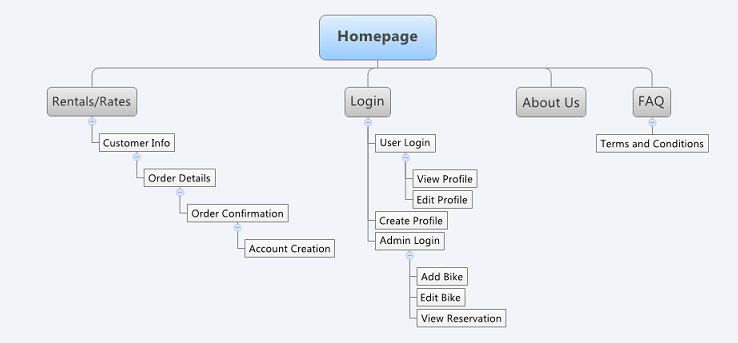 Homepage
Rentals/Rates
Login
About Us
FAQ
Customer Info
Order Details
Order Confirmation
Account Creation
User Login
View Profile
Edit Profile
Create Profile
Admin Login
Add Bike
Edit Bike
View Reservation
Terms and Conditions